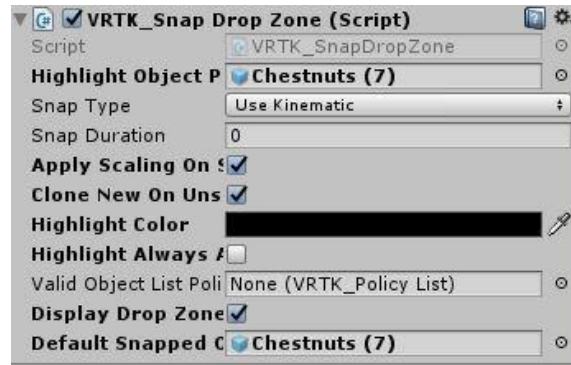 VRTK_Snap Drop Zone (Script)
Script VRTK_SnapDropZone
Highlight Object P Chestnuts (7)
Snap Type Use Kinematic
Snap Duration 0
Apply Scaling On S
Clone New On Uns
Highlight Color
Highlight Always A
Valid Object List Poli None (VRTK_Policy List)
Display Drop Zone
Default Snapped O Chestnuts (7)